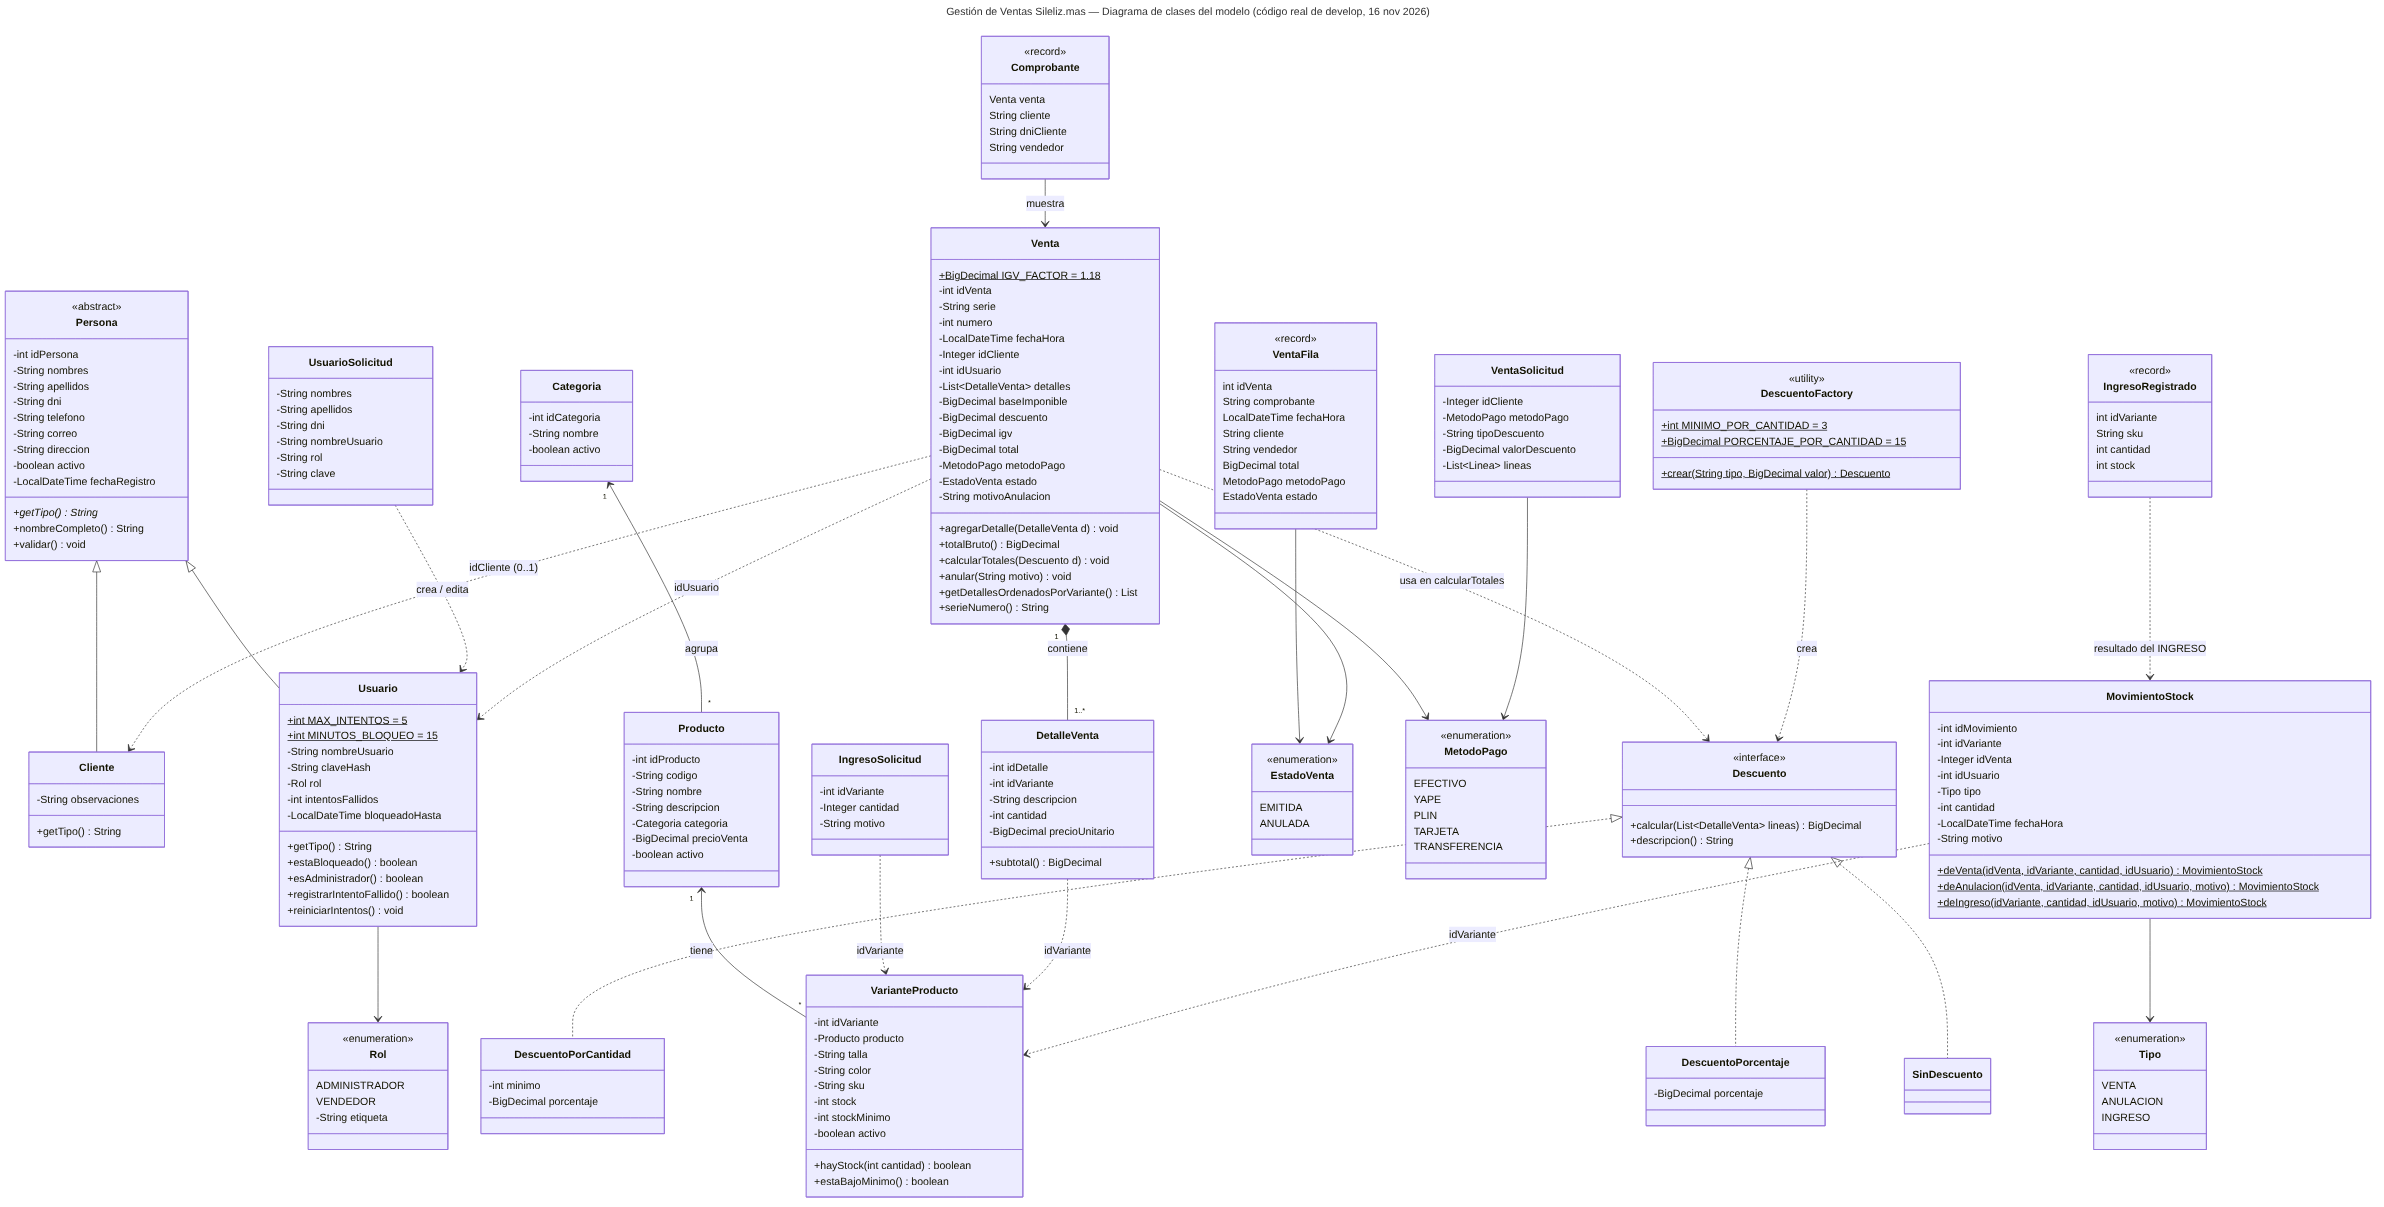 Gestión de Ventas Sileliz.mas — Diagrama de clases del modelo (código real de develop, 16 nov 2026)
«record»
Comprobante
Venta venta
String cliente
String dniCliente
String vendedor
muestra
Venta
+BigDecimal IGV_FACTOR = 1.18
-int idVenta
-String serie
-int numero
-LocalDateTime fechaHora
-Integer idCliente
-int idUsuario
-List<DetalleVenta> detalles
-BigDecimal baseImponible
-BigDecimal descuento
-BigDecimal igv
-BigDecimal total
-MetodoPago metodoPago
-EstadoVenta estado
-String motivoAnulacion
+agregarDetalle(DetalleVenta d) : void
+totalBruto() : BigDecimal
+calcularTotales(Descuento d) : void
+anular(String motivo) : void
+getDetallesOrdenadosPorVariante() : List
+serieNumero() : String
«abstract»
Persona
-int idPersona
-String nombres
-String apellidos
-String dni
-String telefono
-String correo
-String direccion
-boolean activo
-LocalDateTime fechaRegistro
+getTipo() : String
+nombreCompleto() : String
+validar() : void
UsuarioSolicitud
-String nombres
-String apellidos
-String dni
-String nombreUsuario
-String rol
-String clave
Categoria
-int idCategoria
-String nombre
-boolean activo
«record»
VentaFila
int idVenta
String comprobante
LocalDateTime fechaHora
String cliente
String vendedor
BigDecimal total
MetodoPago metodoPago
EstadoVenta estado
VentaSolicitud
-Integer idCliente
-MetodoPago metodoPago
-String tipoDescuento
-BigDecimal valorDescuento
-List<Linea> lineas
«utility»
DescuentoFactory
+int MINIMO_POR_CANTIDAD = 3
+BigDecimal PORCENTAJE_POR_CANTIDAD = 15
+crear(String tipo, BigDecimal valor) : Descuento
«record»
IngresoRegistrado
int idVariante
String sku
int cantidad
int stock
1
idCliente (0..1)
crea / edita
idUsuario
usa en calcularTotales
1
contiene
agrupa
crea
resultado del INGRESO
*
1..*
Usuario
+int MAX_INTENTOS = 5
+int MINUTOS_BLOQUEO = 15
-String nombreUsuario
-String claveHash
-Rol rol
-int intentosFallidos
-LocalDateTime bloqueadoHasta
+getTipo() : String
+estaBloqueado() : boolean
+esAdministrador() : boolean
+registrarIntentoFallido() : boolean
+reiniciarIntentos() : void
Cliente
-String observaciones
+getTipo() : String
Producto
-int idProducto
-String codigo
-String nombre
-String descripcion
-Categoria categoria
-BigDecimal precioVenta
-boolean activo
IngresoSolicitud
-int idVariante
-Integer cantidad
-String motivo
DetalleVenta
-int idDetalle
-int idVariante
-String descripcion
-int cantidad
-BigDecimal precioUnitario
+subtotal() : BigDecimal
«enumeration»
EstadoVenta
EMITIDA
ANULADA
«enumeration»
MetodoPago
EFECTIVO
YAPE
PLIN
TARJETA
TRANSFERENCIA
«interface»
Descuento
+calcular(List<DetalleVenta> lineas) : BigDecimal
+descripcion() : String
MovimientoStock
-int idMovimiento
-int idVariante
-Integer idVenta
-int idUsuario
-Tipo tipo
-int cantidad
-LocalDateTime fechaHora
-String motivo
+deVenta(idVenta, idVariante, cantidad, idUsuario) : MovimientoStock
+deAnulacion(idVenta, idVariante, cantidad, idUsuario, motivo) : MovimientoStock
+deIngreso(idVariante, cantidad, idUsuario, motivo) : MovimientoStock
1
tiene
idVariante
idVariante
idVariante
*
«enumeration»
Rol
ADMINISTRADOR
VENDEDOR
-String etiqueta
DescuentoPorCantidad
-int minimo
-BigDecimal porcentaje
VarianteProducto
-int idVariante
-Producto producto
-String talla
-String color
-String sku
-int stock
-int stockMinimo
-boolean activo
+hayStock(int cantidad) : boolean
+estaBajoMinimo() : boolean
DescuentoPorcentaje
-BigDecimal porcentaje
SinDescuento
«enumeration»
Tipo
VENTA
ANULACION
INGRESO